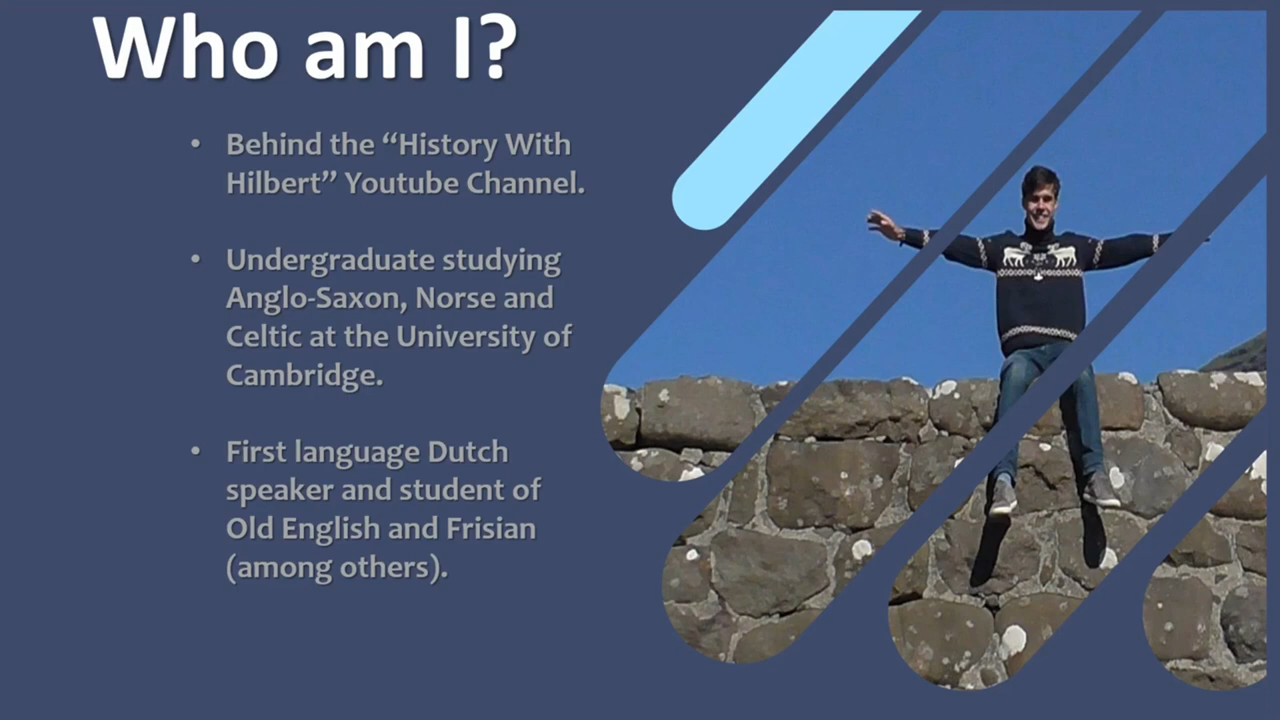 Who am I?
• Behind the “History With
Hilbert” Youtube Channel.
• Undergraduate studying
Anglo-Saxon, Norse and
Celtic at the University of
Cambridge.
• First language Dutch
speaker and student of
Old English and Frisian
(among others).